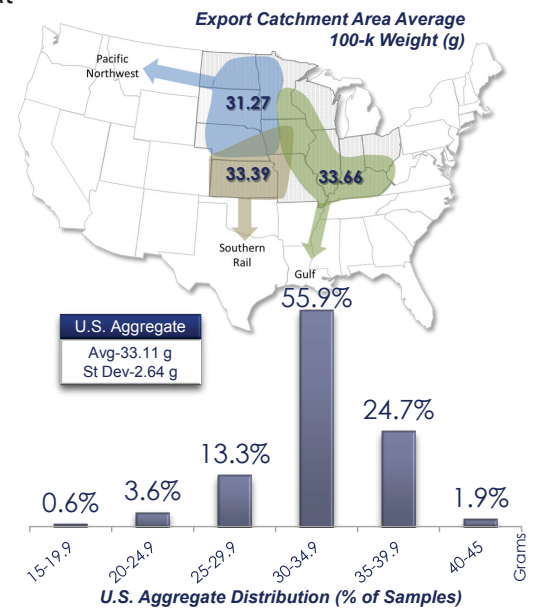 Export Catchment Area Average
100-k Weight (g)
Pacific
Northwest
31.27
33.39
33.66
Southern
Rail
Gulf
55.9%
U.S. Aggregate
Avg-33.11 g
St Dev-2.64 g
24.7%
13.3%
0.6%
3.6%
1.9%
15-19.9
20-24.9
25-29.9
30-34.9
35-39.9
40-45
Grams
U.S. Aggregate Distribution (% of Samples)